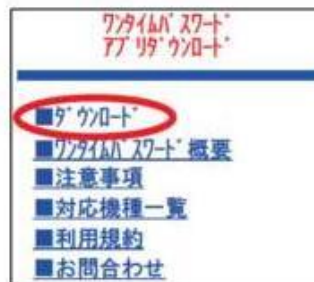 ﾜﾝﾀｲﾑﾊﾟｽﾜｰﾄﾞ
ｱﾌﾟﾘﾀﾞｳﾝﾛｰﾄﾞ
■ﾀﾞｳﾝﾛｰﾄﾞ
■ﾜﾝﾀｲﾑﾊﾟｽﾜｰﾄﾞ概要
■注意事項
■対応機種一覧
■利用規約
■お問合わせ